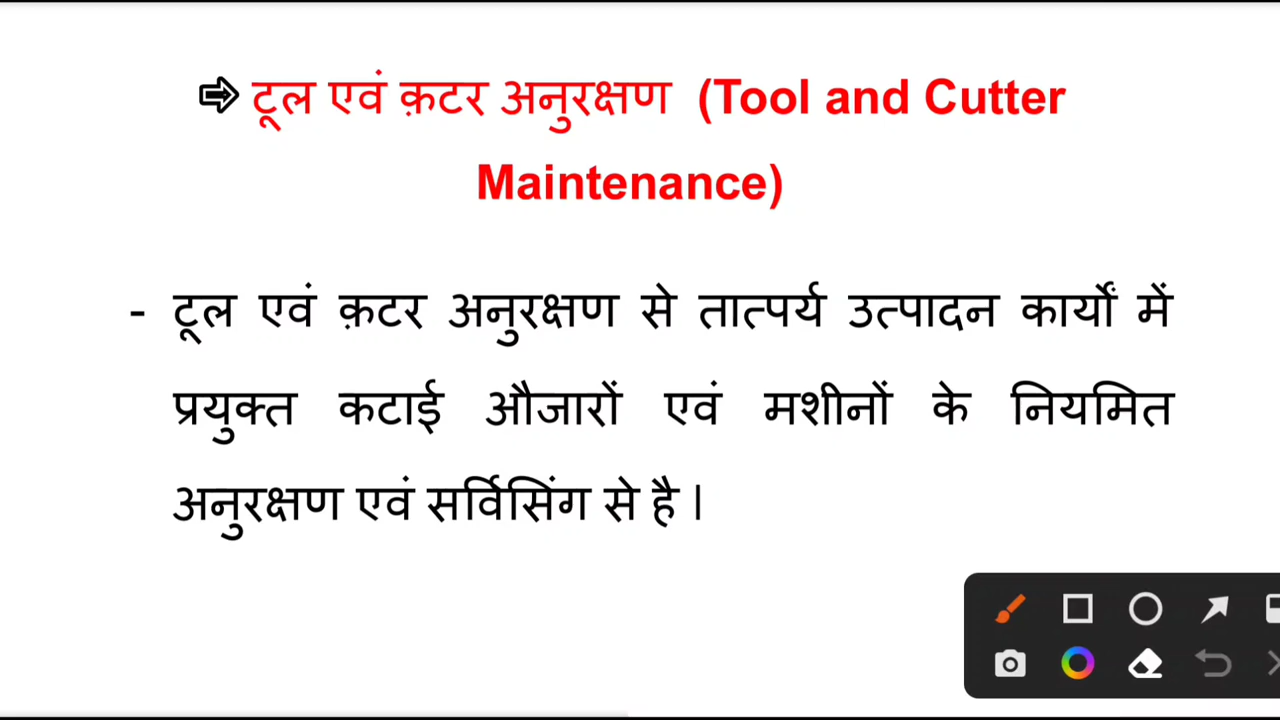 ⇨ टूल एवं क़टर अनुरक्षण (Tool and Cutter
Maintenance)
- टूल एवं क़टर अनुरक्षण से तात्पर्य उत्पादन कार्यों में
प्रयुक्त कटाई औजारों एवं मशीनों के नियमित
अनुरक्षण एवं सर्विसिंग से है।